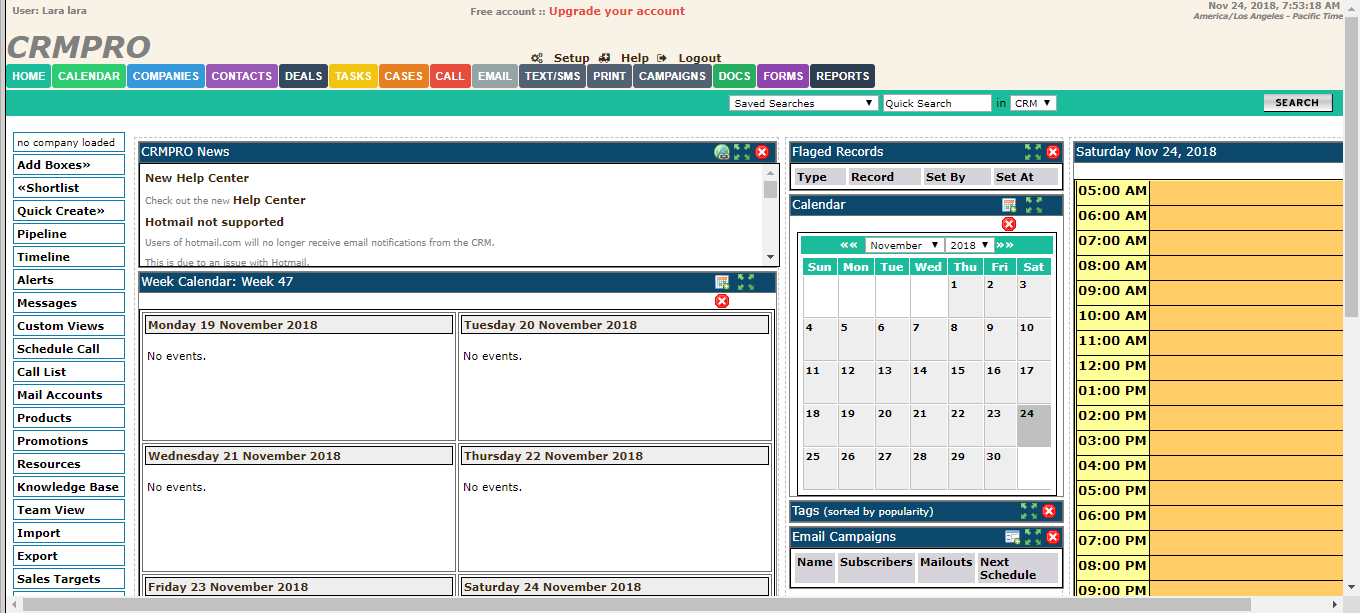 User: Lara lara
Free account :: Upgrade your account
Nov 24, 2018, 7:53:18 AM
America/Los Angeles - Pacific Time
CRMPRO
Setup Help Logout
HOME CALENDAR COMPANIES CONTACTS DEALS TASKS CASES CALL EMAIL TEXT/SMS PRINT CAMPAIGNS DOCS FORMS REPORTS
Saved Searches Quick Search in CRM SEARCH
no company loaded
Add Boxes»
«Shortlist
Quick Create»
Pipeline
Timeline
Alerts
Messages
Custom Views
Schedule Call
Call List
Mail Accounts
Products
Promotions
Resources
Knowledge Base
Team View
Import
Export
Sales Targets
CRMPRO News
New Help Center
Check out the new Help Center
Hotmail not supported
Users of hotmail.com will no longer receive email notifications from the CRM.
This is due to an issue with Hotmail.
Week Calendar: Week 47
Monday 19 November 2018
No events.
Tuesday 20 November 2018
No events.
Wednesday 21 November 2018
No events.
Thursday 22 November 2018
No events.
Friday 23 November 2018
Saturday 24 November 2018
Flaged Records
Type Record Set By Set At
Calendar
«« November 2018 »»
Sun Mon Tue Wed Thu Fri Sat
1 2 3
4 5 6 7 8 9 10
11 12 13 14 15 16 17
18 19 20 21 22 23 24
25 26 27 28 29 30
Tags (sorted by popularity)
Email Campaigns
Name Subscribers Mailouts Next
Schedule
Saturday Nov 24, 2018
05:00 AM
06:00 AM
07:00 AM
08:00 AM
09:00 AM
10:00 AM
11:00 AM
12:00 PM
01:00 PM
02:00 PM
03:00 PM
04:00 PM
05:00 PM
06:00 PM
07:00 PM
08:00 PM
09:00 PM